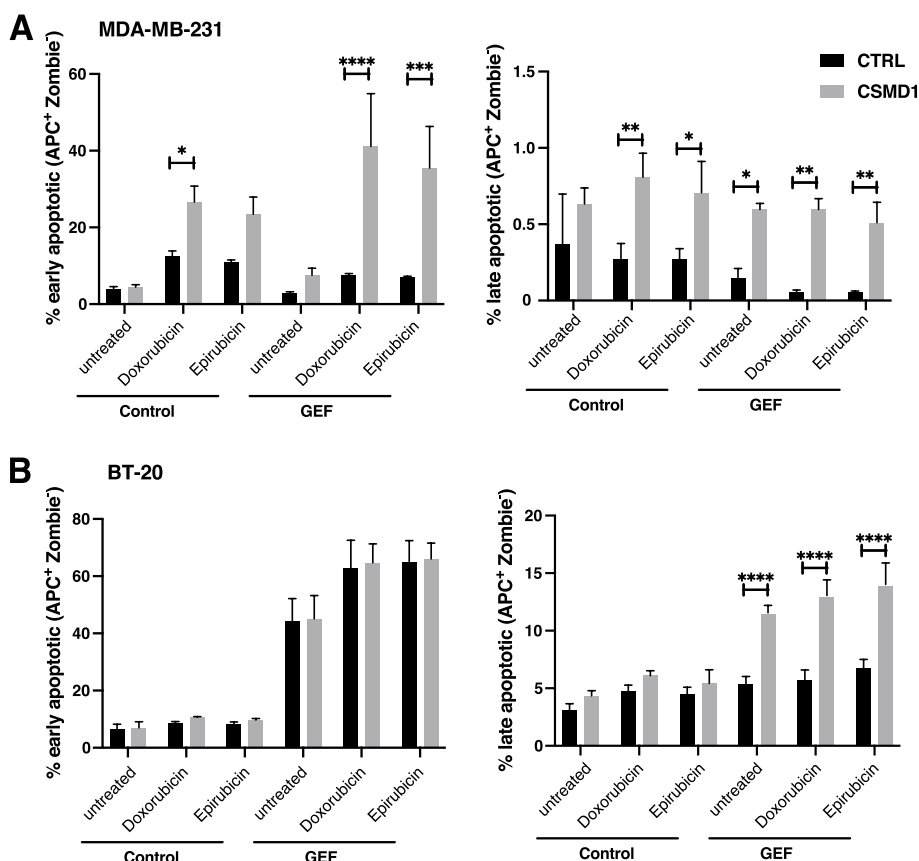 A
MDA-MB-231
% early apoptotic (APC⁺ Zombie⁻)
60
40
20
0
*
****
***
untreated
Doxorubicin
Epirubicin
untreated
Doxorubicin
Epirubicin
Control
GEF
% late apoptotic (APC⁺ Zombie⁻)
1.5
1.0
0.5
0
**
*
*
**
**
untreated
Doxorubicin
Epirubicin
untreated
Doxorubicin
Epirubicin
Control
GEF
CTRL
CSMD1
B
BT-20
% early apoptotic (APC⁺ Zombie⁻)
80
60
40
20
0
untreated
Doxorubicin
Epirubicin
untreated
Doxorubicin
Epirubicin
Control
GEF
% late apoptotic (APC⁺ Zombie⁻)
20
15
10
5
0
****
****
****
untreated
Doxorubicin
Epirubicin
untreated
Doxorubicin
Epirubicin
Control
GEF